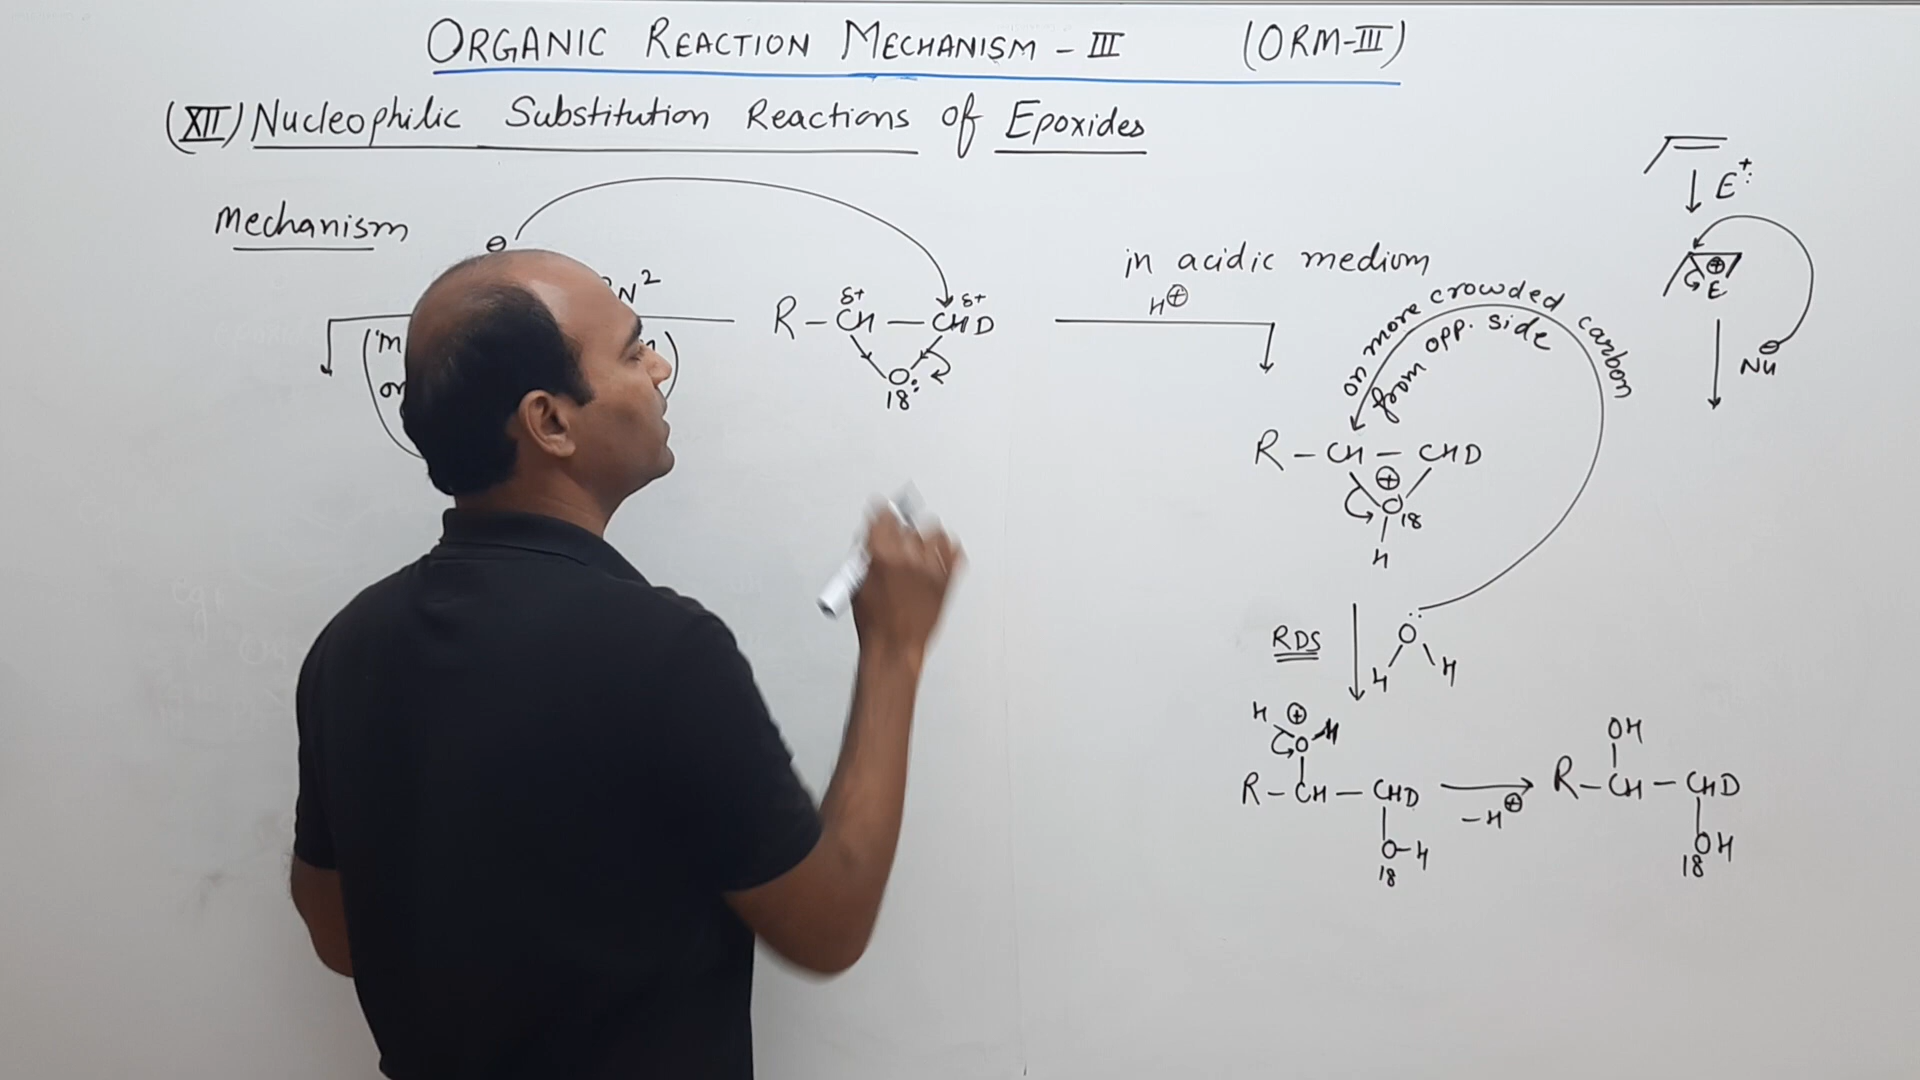 ORGANIC REACTION MECHANISM - III (ORM-III)
(XII) Nucleophilic Substitution Reactions of Epoxides
Mechanism
⊖
N²
in acidic medium
H⊕
δ+ δ+
R - CH - CHD
O:
18
on more crowded carbon
from opp. side
R - CH - CHD
⊕
O 18
H
RDS
O
H H
H ⊕
O-H
R - CH - CHD
O-H
18
-H⊕
OH
R - CH - CHD
OH
18
E+
⊕
E
⊖
Nu